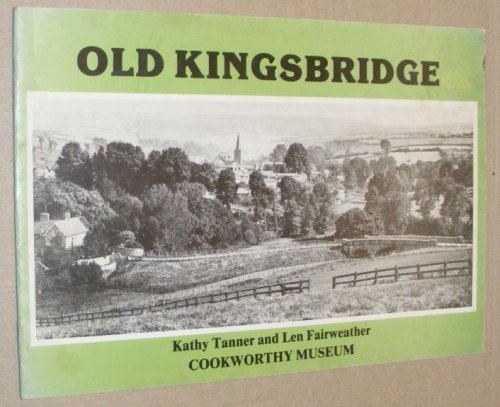 OLD KINGSBRIDGE
Kathy Tanner and Len Fairweather
COOKWORTHY MUSEUM